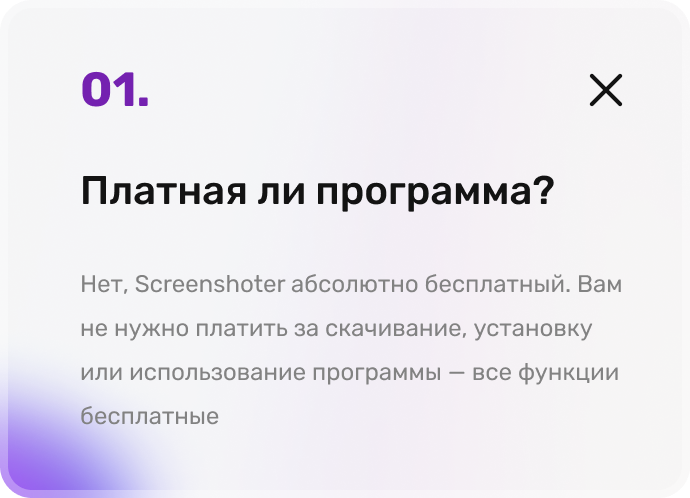 01.
Платная ли программа?
Нет, Screenshoter абсолютно бесплатный. Вам
не нужно платить за скачивание, установку
или использование программы — все функции
бесплатные